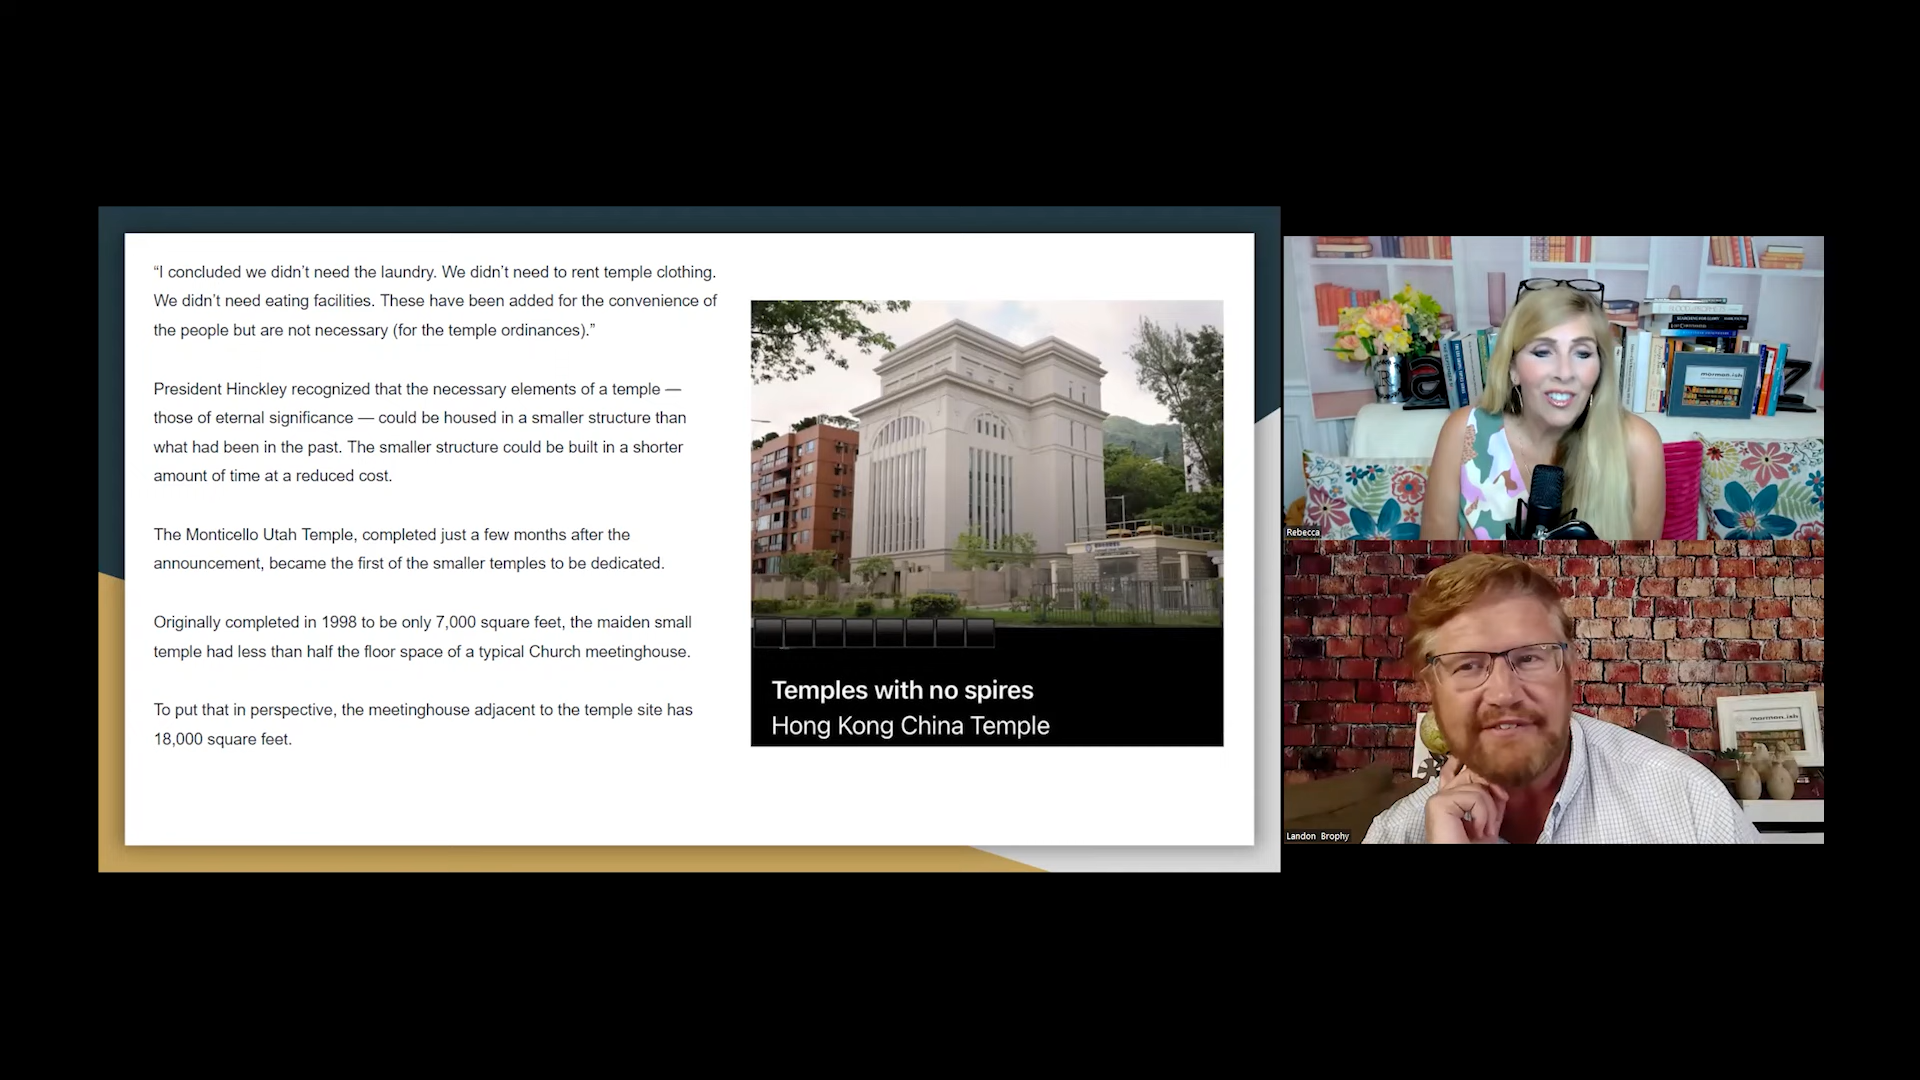 “I concluded we didn’t need the laundry. We didn’t need to rent temple clothing.
We didn’t need eating facilities. These have been added for the convenience of
the people but are not necessary (for the temple ordinances).”
President Hinckley recognized that the necessary elements of a temple —
those of eternal significance — could be housed in a smaller structure than
what had been in the past. The smaller structure could be built in a shorter
amount of time at a reduced cost.
The Monticello Utah Temple, completed just a few months after the
announcement, became the first of the smaller temples to be dedicated.
Originally completed in 1998 to be only 7,000 square feet, the maiden small
temple had less than half the floor space of a typical Church meetinghouse.
To put that in perspective, the meetinghouse adjacent to the temple site has
18,000 square feet.
Temples with no spires
Hong Kong China Temple
mormon.ish
Rebecca
mormon.ish
Landon Brophy